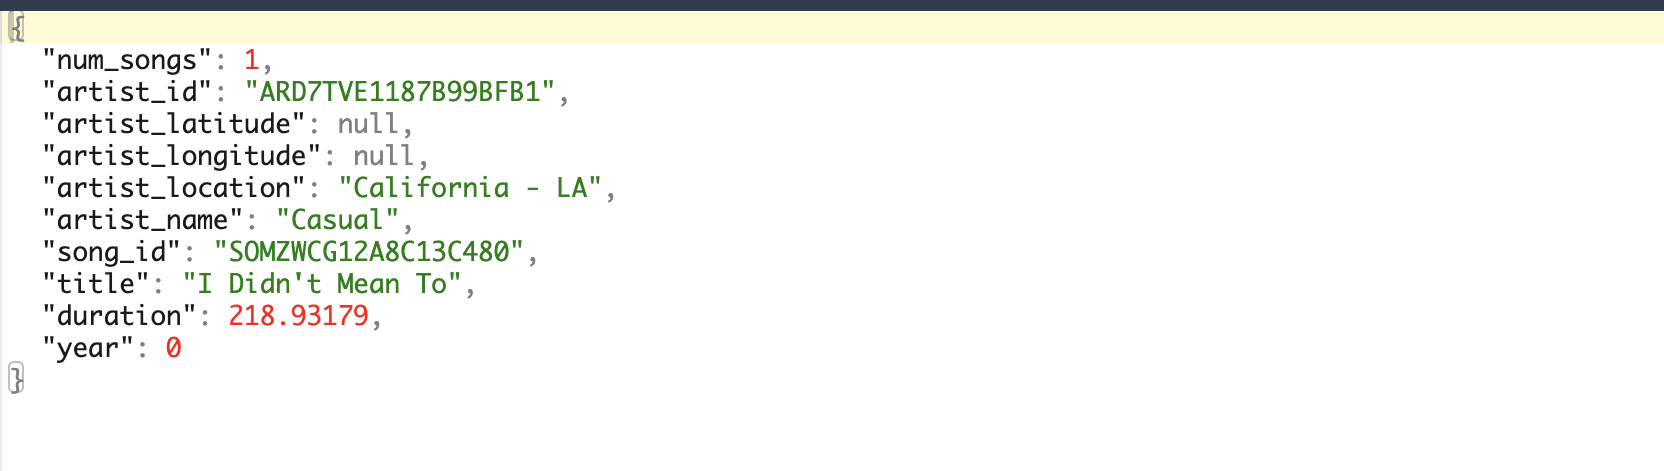 {
  "num_songs": 1,
  "artist_id": "ARD7TVE1187B99BFB1",
  "artist_latitude": null,
  "artist_longitude": null,
  "artist_location": "California - LA",
  "artist_name": "Casual",
  "song_id": "SOMZWCG12A8C13C480",
  "title": "I Didn't Mean To",
  "duration": 218.93179,
  "year": 0
}